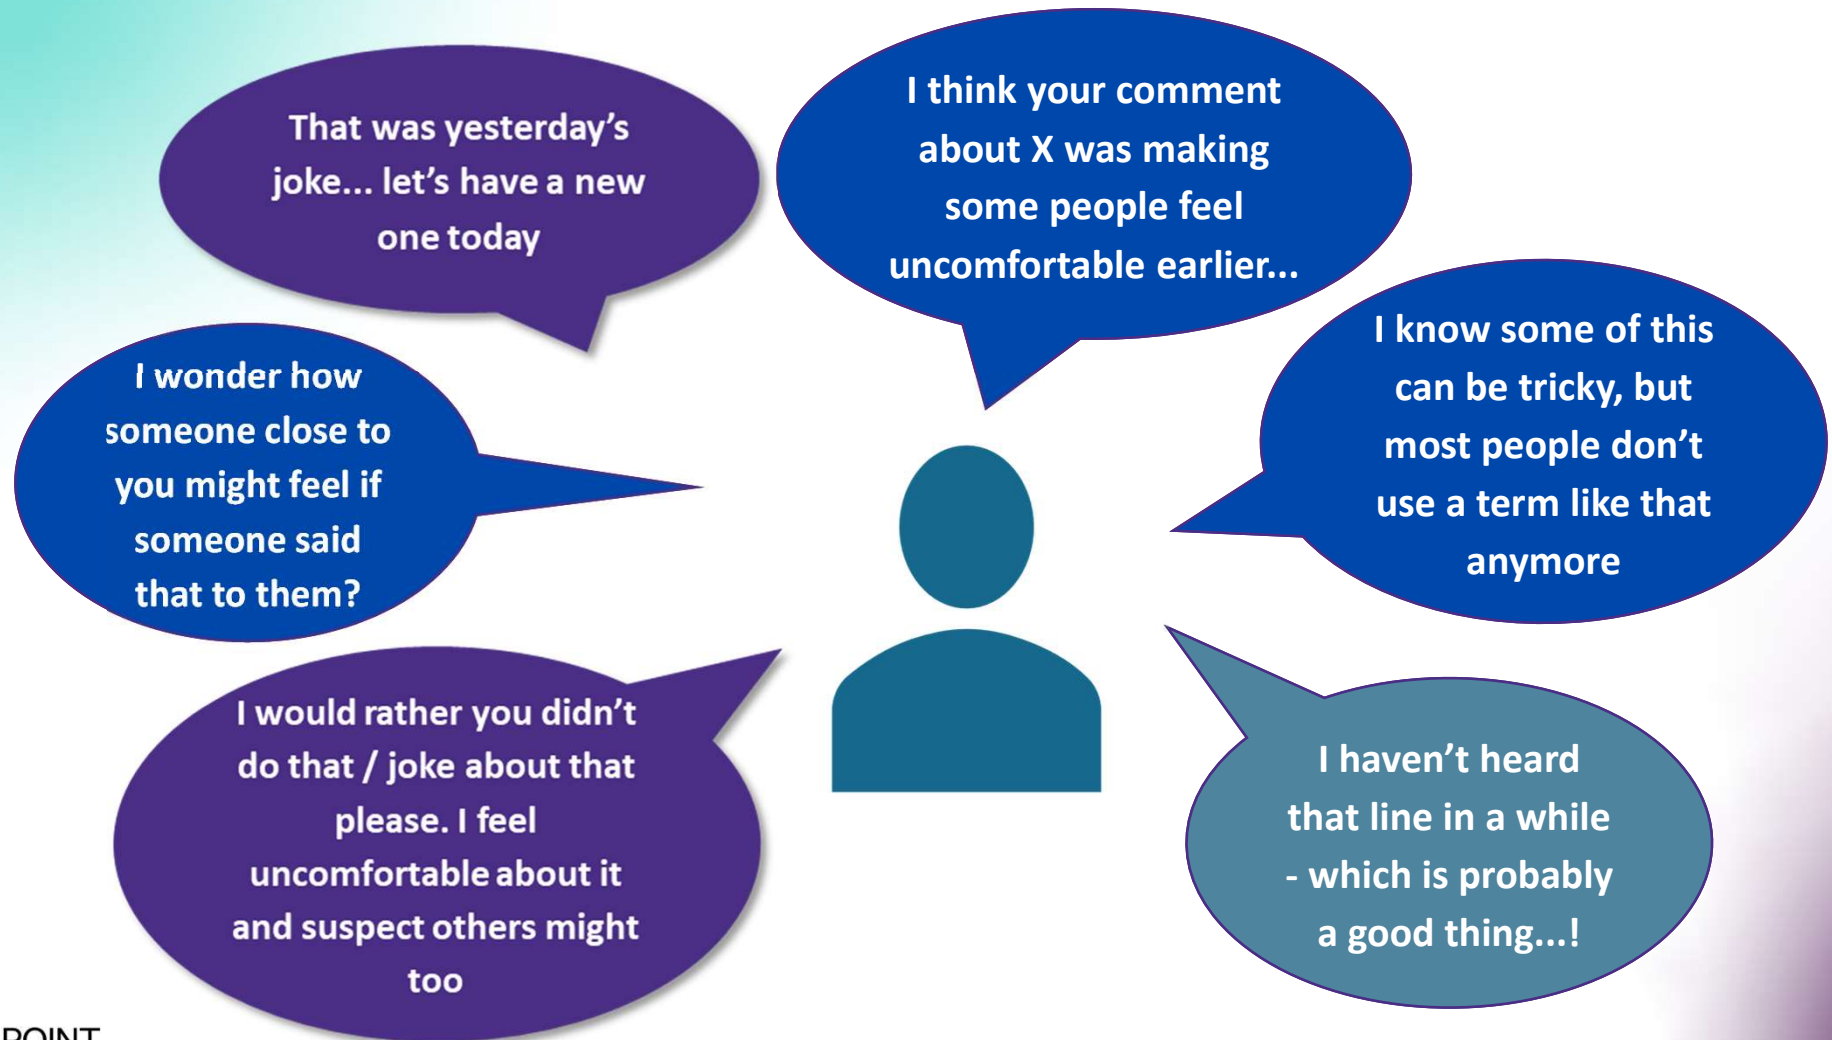 That was yesterday's
joke... let's have a new
one today
I think your comment
about X was making
some people feel
uncomfortable earlier...
I wonder how
someone close to
you might feel if
someone said
that to them?
I know some of this
can be tricky, but
most people don't
use a term like that
anymore
I would rather you didn't
do that / joke about that
please. I feel
uncomfortable about it
and suspect others might
too
I haven't heard
that line in a while
- which is probably
a good thing...!
POINT